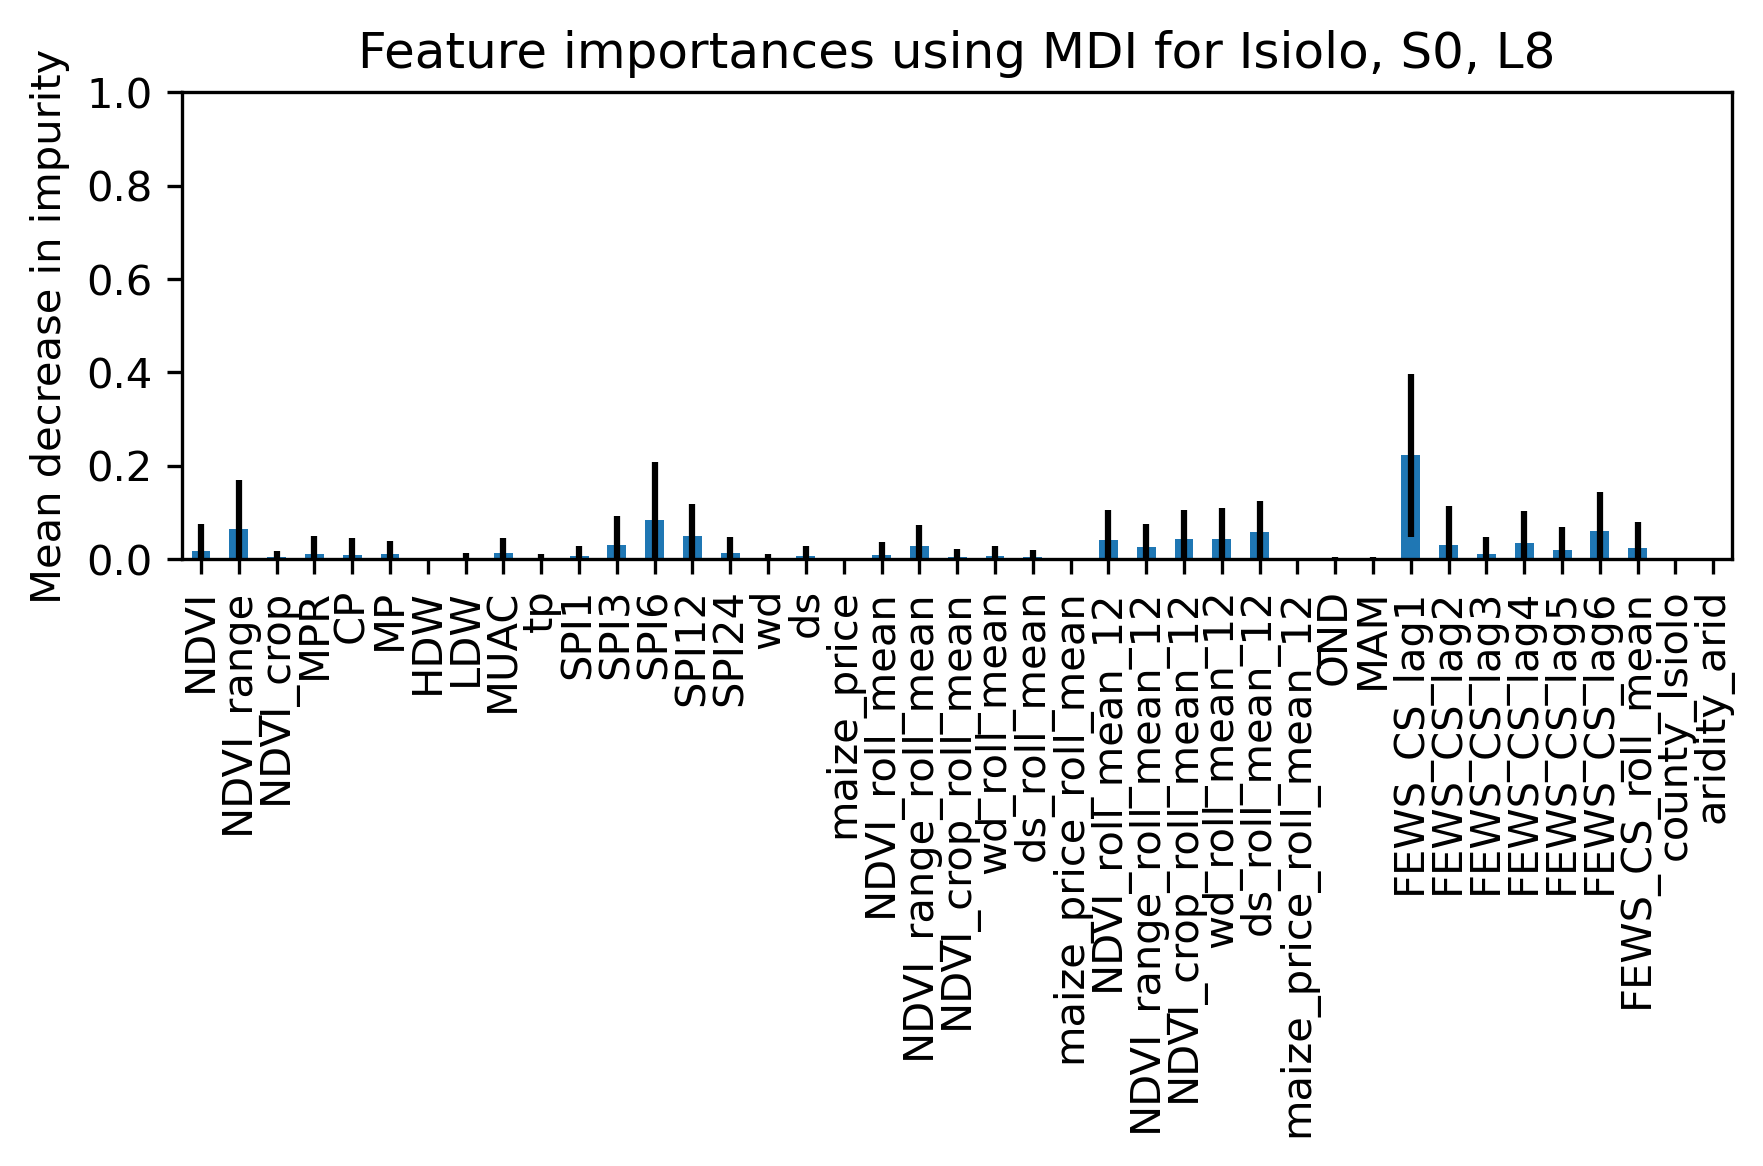 Feature importances using MDI for Isiolo, S0, L8
Mean decrease in impurity
1.0
0.8
0.6
0.4
0.2
0.0
NDVI
NDVI_range
NDVI_crop
MPR
CP
MP
HDW
LDW
MUAC
tp
SPI1
SPI3
SPI6
SPI12
SPI24
wd
ds
maize_price
NDVI_roll_mean
NDVI_range_roll_mean
NDVI_crop_roll_mean
wd_roll_mean
ds_roll_mean
maize_price_roll_mean
NDVI_roll_mean_12
NDVI_range_roll_mean_12
NDVI_crop_roll_mean_12
wd_roll_mean_12
ds_roll_mean_12
maize_price_roll_mean_12
OND
MAM
FEWS_CS_lag1
FEWS_CS_lag2
FEWS_CS_lag3
FEWS_CS_lag4
FEWS_CS_lag5
FEWS_CS_lag6
FEWS_CS_roll_mean
county_Isiolo
aridity_arid